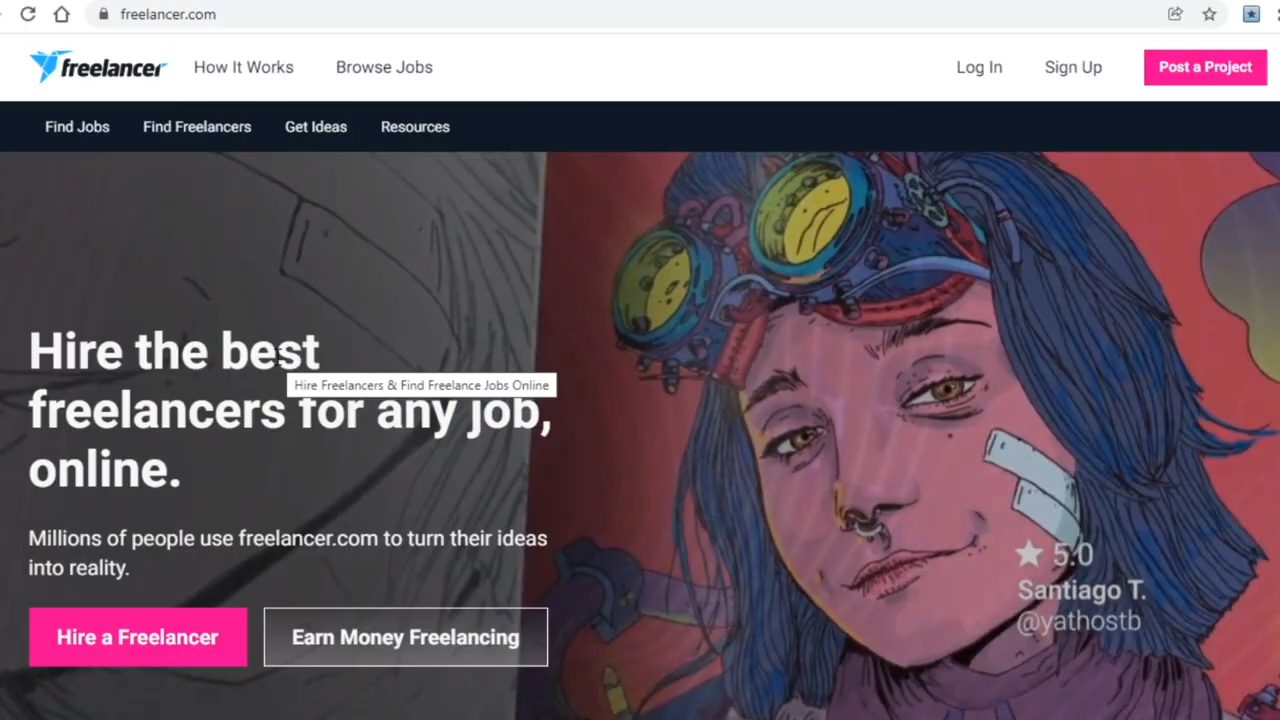 freelancer.com
freelancer
How It Works
Browse Jobs
Log In
Sign Up
Post a Project
Find Jobs
Find Freelancers
Get Ideas
Resources
Hire the best
Hire Freelancers & Find Freelance Jobs Online
freelancers for any job,
online.
Millions of people use freelancer.com to turn their ideas
into reality.
Hire a Freelancer
Earn Money Freelancing
5.0
Santiago T.
@yathostb